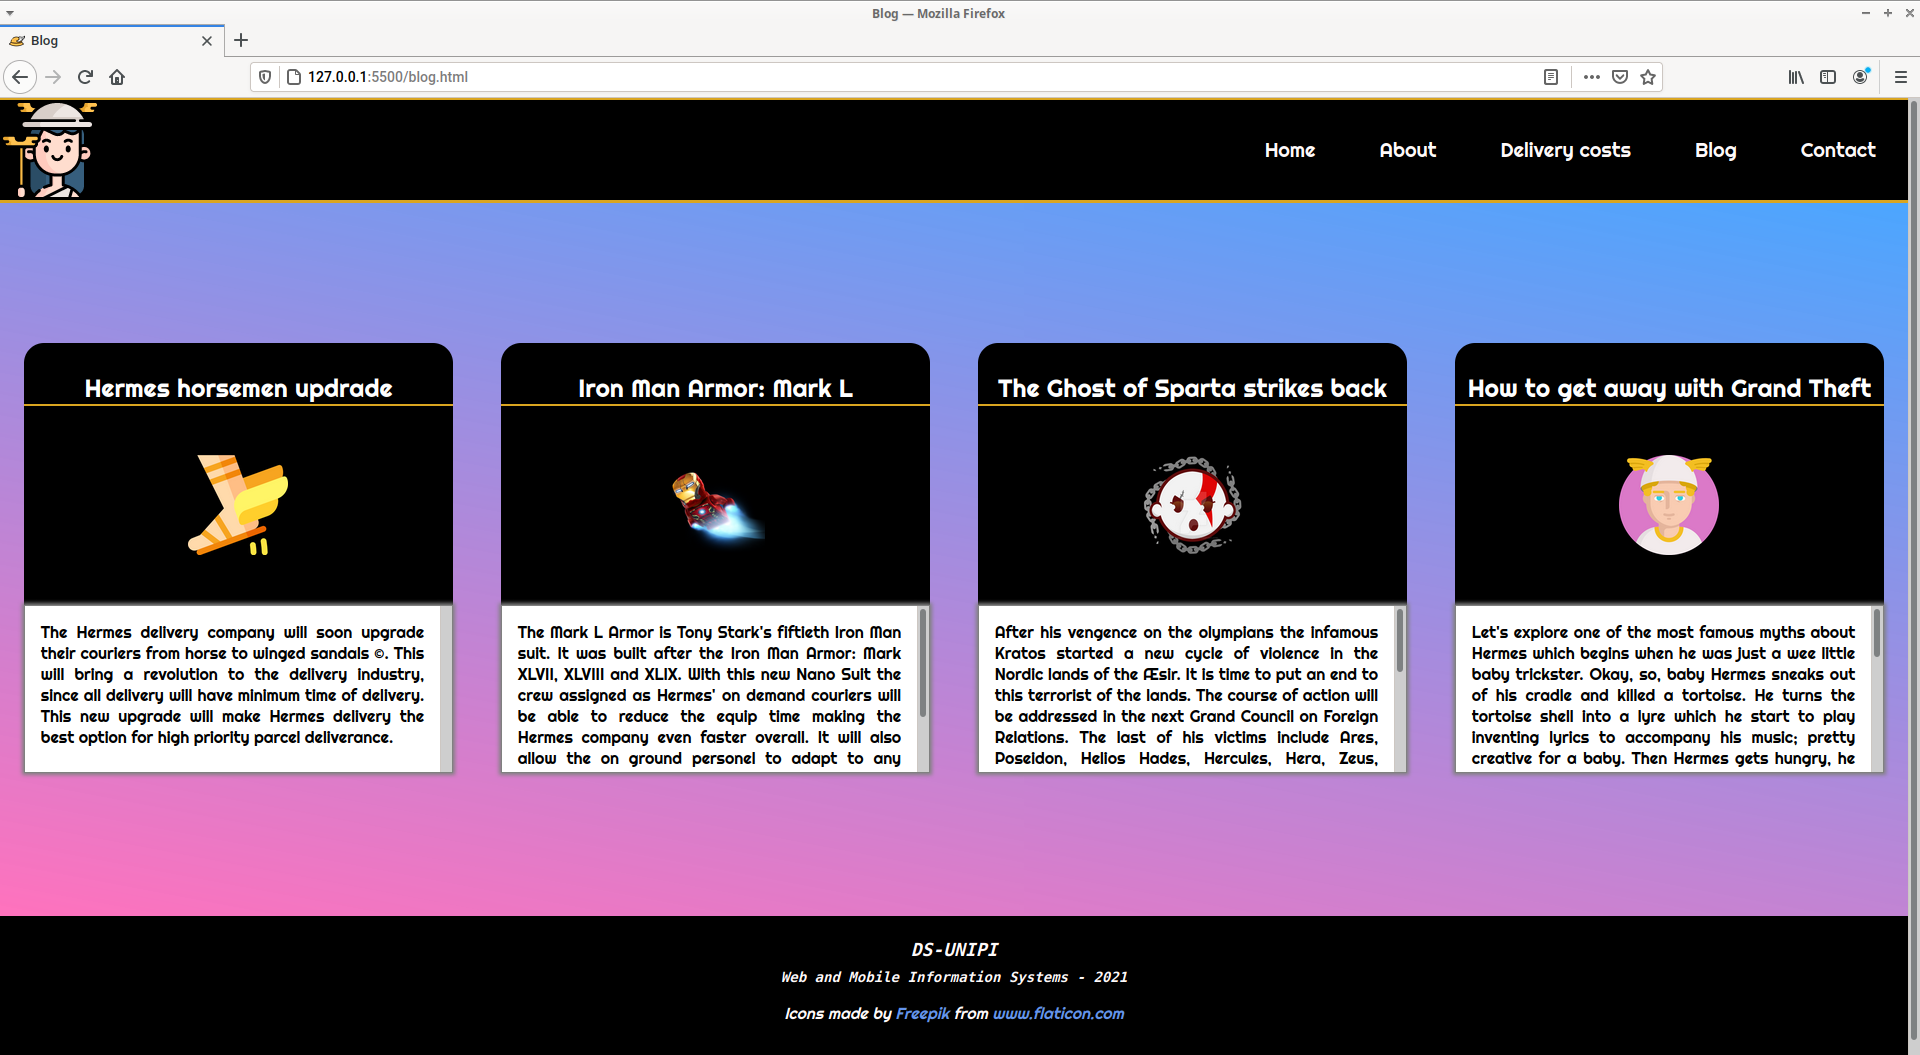 Blog — Mozilla Firefox
Blog
127.0.0.1:5500/blog.html
Home About Delivery costs Blog Contact
Hermes horsemen updrade
The Hermes delivery company will soon upgrade
their couriers from horse to winged sandals ©. This
will bring a revolution to the delivery industry,
since all delivery will have minimum time of delivery.
This new upgrade will make Hermes delivery the
best option for high priority parcel deliverance.
Iron Man Armor: Mark L
The Mark L Armor is Tony Stark's fiftieth Iron Man
suit. It was built after the Iron Man Armor: Mark
XLVII, XLVIII and XLIX. With this new Nano Suit the
crew assigned as Hermes' on demand couriers will
be able to reduce the equip time making the
Hermes company even faster overall. It will also
allow the on ground personel to adapt to any
The Ghost of Sparta strikes back
After his vengence on the olympians the infamous
Kratos started a new cycle of violence in the
Nordic lands of the Æsir. It is time to put an end to
this terrorist of the lands. The course of action will
be addressed in the next Grand Council on Foreign
Relations. The last of his victims include Ares,
Poseidon, Helios Hades, Hercules, Hera, Zeus,
How to get away with Grand Theft
Let's explore one of the most famous myths about
Hermes which begins when he was just a wee little
baby trickster. Okay, so, baby Hermes sneaks out
of his cradle and killed a tortoise. He turns the
tortoise shell into a lyre which he start to play
inventing lyrics to accompany his music; pretty
creative for a baby. Then Hermes gets hungry, he
DS-UNIPI
Web and Mobile Information Systems - 2021
Icons made by Freepik from www.flaticon.com